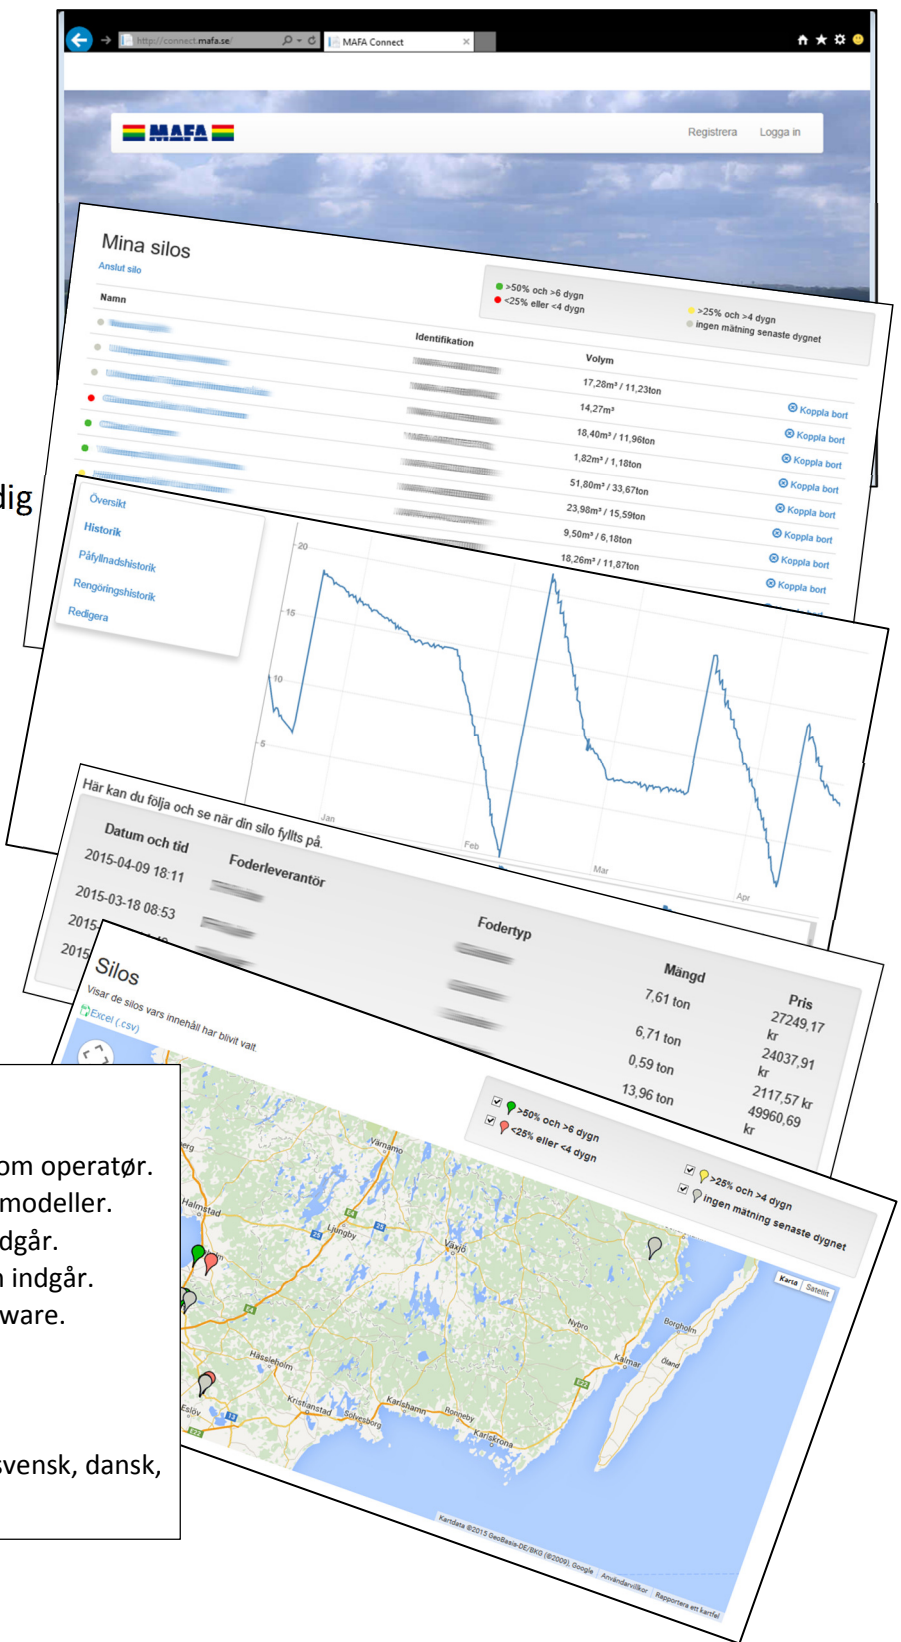 http://connect.mafa.se/
MAFA Connect
MAFA
Registrera Logga in
Mina silos
Anslut silo
>50% och >6 dygn
<25% eller <4 dygn
>25% och >4 dygn
ingen mätning senaste dygnet
Namn Identifikation Volym
17,28m³ / 11,23ton
14,27m³ Koppla bort
18,40m³ / 11,96ton Koppla bort
1,82m³ / 1,18ton Koppla bort
51,80m³ / 33,67ton Koppla bort
23,98m³ / 15,59ton Koppla bort
9,50m³ / 6,18ton Koppla bort
18,26m³ / 11,87ton Koppla bort
Koppla bort
dig
Översikt
Historik
Påfyllnadshistorik
Rengöringshistorik
Redigera
20
15
10
5
Jan Feb Mar Apr
Här kan du följa och se när din silo fyllts på.
Datum och tid Foderleverantör Fodertyp Mängd Pris
2015-04-09 18:11 7,61 ton 27249,17 kr
2015-03-18 08:53 6,71 ton 24037,91 kr
2015- 0,59 ton 2117,57 kr
2015 13,96 ton 49960,69 kr
Silos
Visar de silos vars innehåll har blivit valt.
Excel (.csv)
>50% och >6 dygn
<25% eller <4 dygn
>25% och >4 dygn
ingen mätning senaste dygnet
Karta Satellit
Värnamo
Halmstad
Ljungby
Växjö
Nybro
Borgholm
Kalmar
Öland
Hässleholm
Kristianstad
Sölvesborg
Karlshamn
Ronneby
Karlskrona
Eslöv
E4
E4
E22
E22
Kartdata ©2015 GeoBasis-DE/BKG (©2009), Google Användarvillkor Rapportera ett kartfel
om operatør.
modeller.
dgår.
n indgår.
ware.
svensk, dansk,